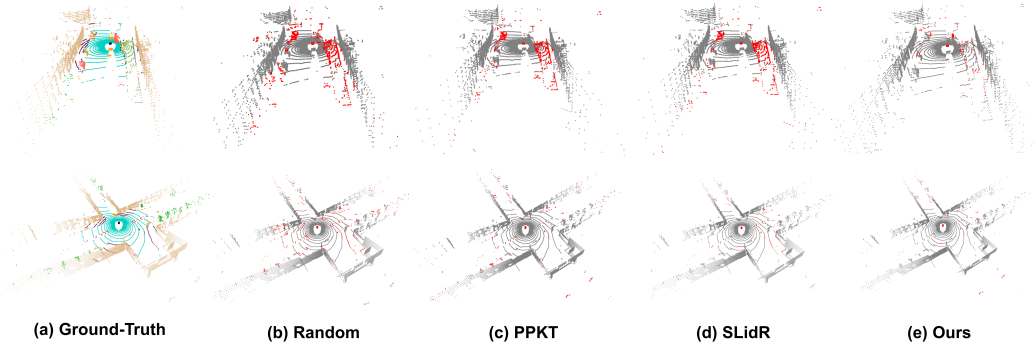 (a) Ground-Truth
(b) Random
(c) PPKT
(d) SLidR
(e) Ours